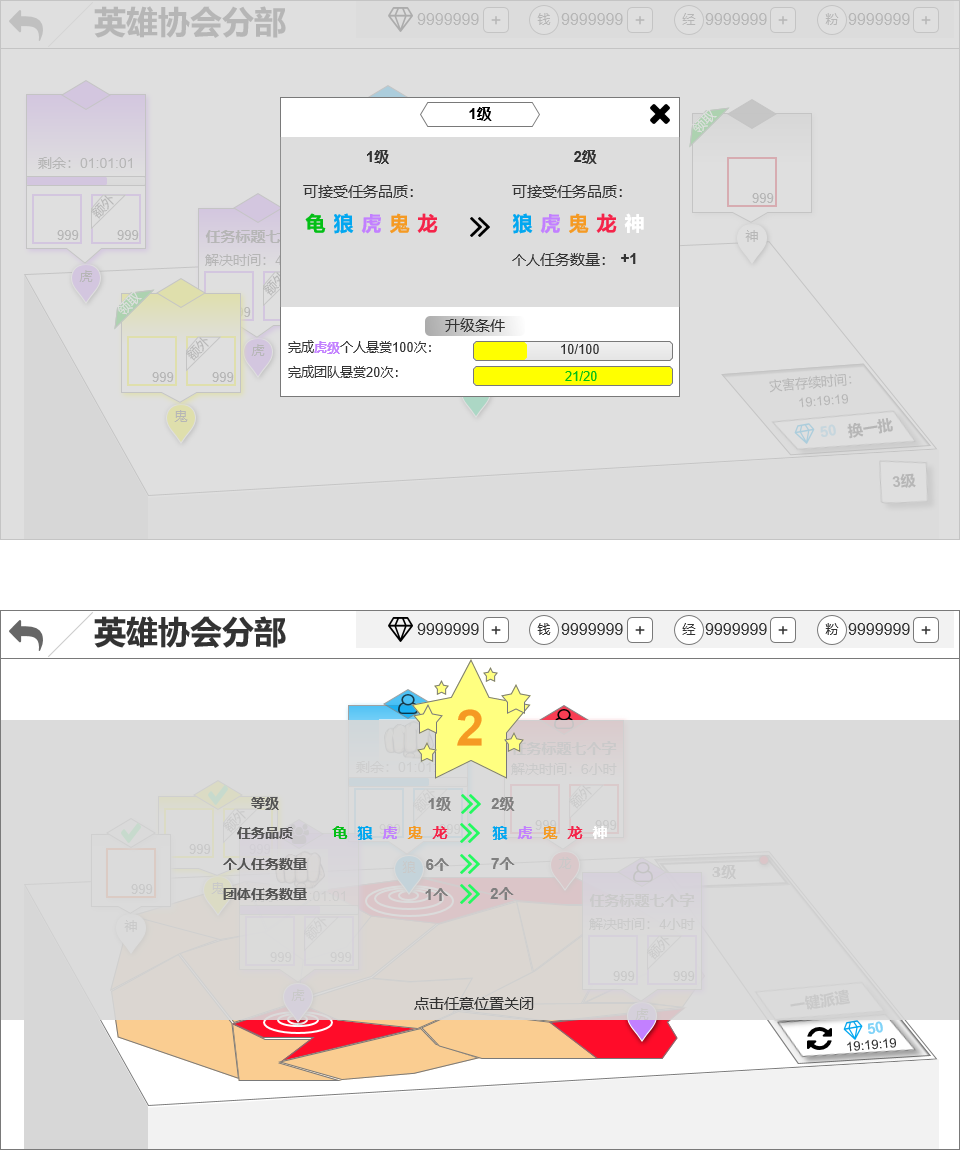 英雄协会分部
9999999 +
钱 9999999 +
经 9999999 +
粉 9999999 +
1级
1级
2级
可接受任务品质：
可接受任务品质：
龟 狼 虎 鬼 龙
狼 虎 鬼 龙 神
个人任务数量： +1
升级条件
完成虎级个人悬赏100次：
10/100
完成团队悬赏20次：
21/20
剩余：01:01:01
999
额外
999
虎
任务标题七
解决时间：4
额
9
虎
领取
额外
999
999
鬼
领取
999
神
灾害存续时间：
19:19:19
50 换一批
3级
英雄协会分部
9999999 +
钱 9999999 +
经 9999999 +
粉 9999999 +
2
剩余：01:01
任务标题七个字
解决时间：6小时
额外
等级
1级
2级
任务品质
龟 狼 虎 鬼 龙
狼 虎 鬼 龙 神
个人任务数量
6个
7个
团体任务数量
1个
2个
额外
999
999
神
01:01
额外
999
999
虎
任务标题七个字
解决时间：4小时
额外
999
999
虎
3级
一键派遣
50
19:19:19
点击任意位置关闭